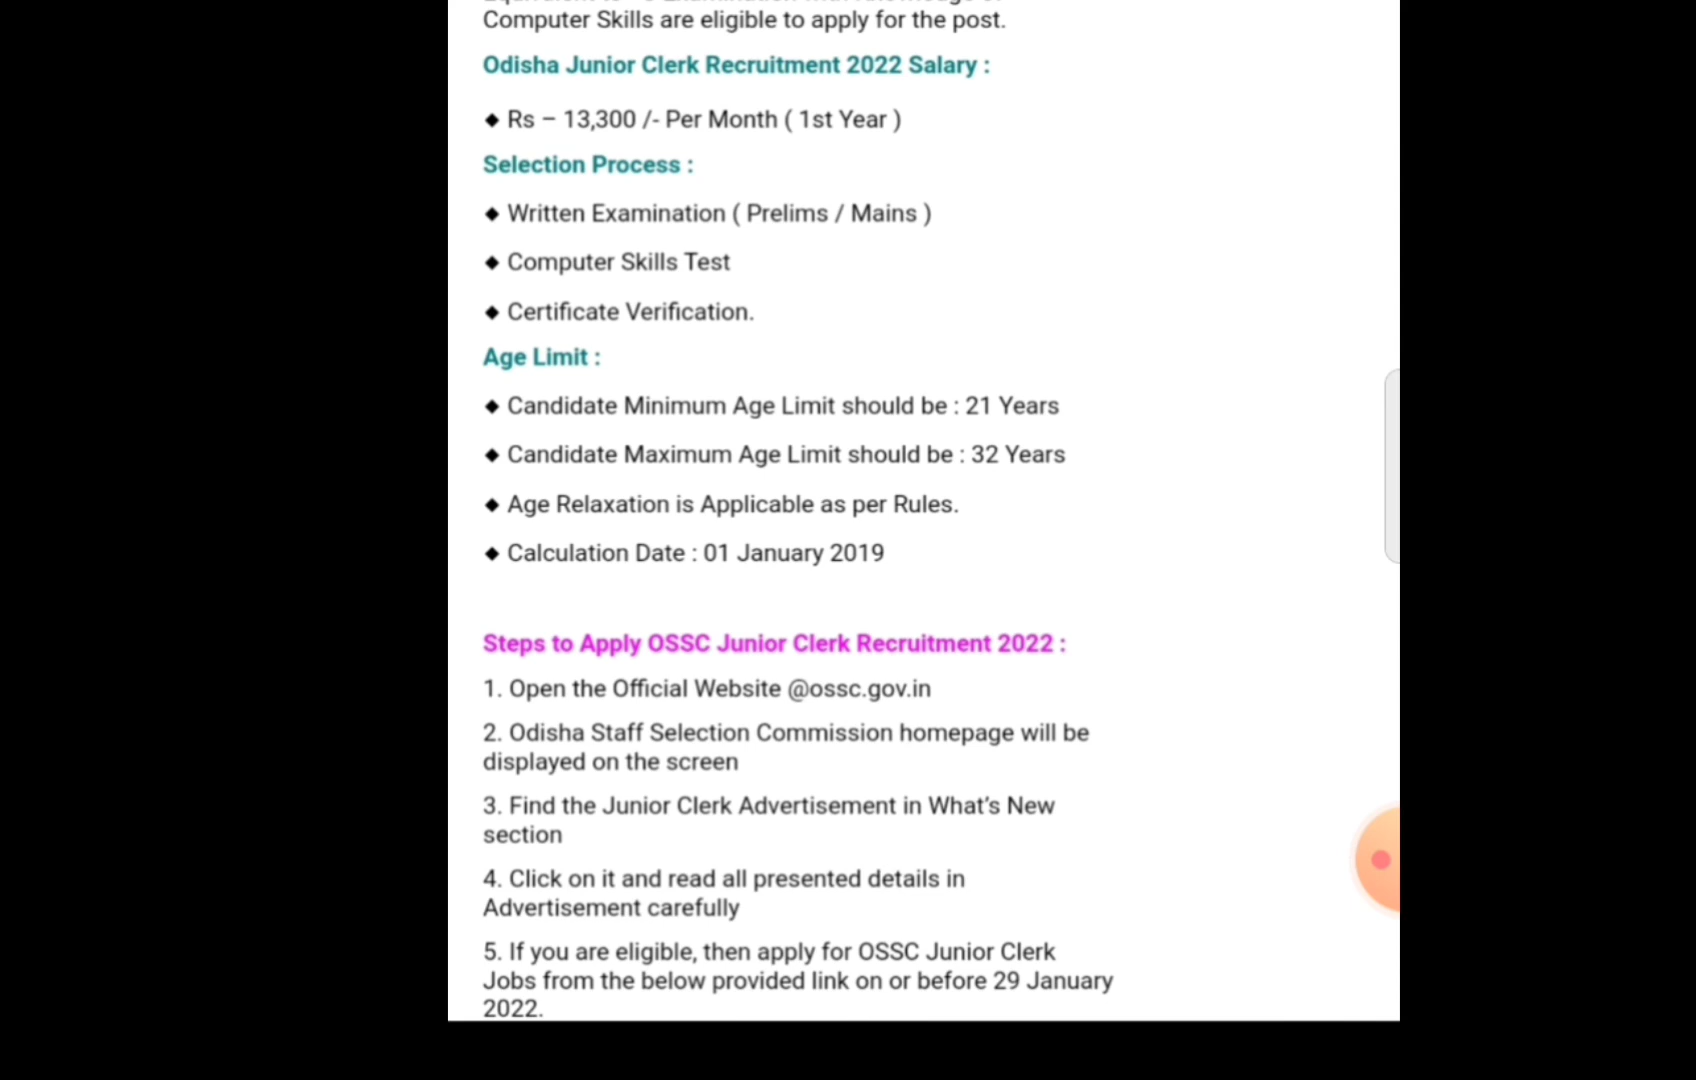 Computer Skills are eligible to apply for the post.
Odisha Junior Clerk Recruitment 2022 Salary :
◆ Rs – 13,300 /- Per Month ( 1st Year )
Selection Process :
◆ Written Examination ( Prelims / Mains )
◆ Computer Skills Test
◆ Certificate Verification.
Age Limit :
◆ Candidate Minimum Age Limit should be : 21 Years
◆ Candidate Maximum Age Limit should be : 32 Years
◆ Age Relaxation is Applicable as per Rules.
◆ Calculation Date : 01 January 2019
Steps to Apply OSSC Junior Clerk Recruitment 2022 :
1. Open the Official Website @ossc.gov.in
2. Odisha Staff Selection Commission homepage will be
displayed on the screen
3. Find the Junior Clerk Advertisement in What’s New
section
4. Click on it and read all presented details in
Advertisement carefully
5. If you are eligible, then apply for OSSC Junior Clerk
Jobs from the below provided link on or before 29 January
2022.